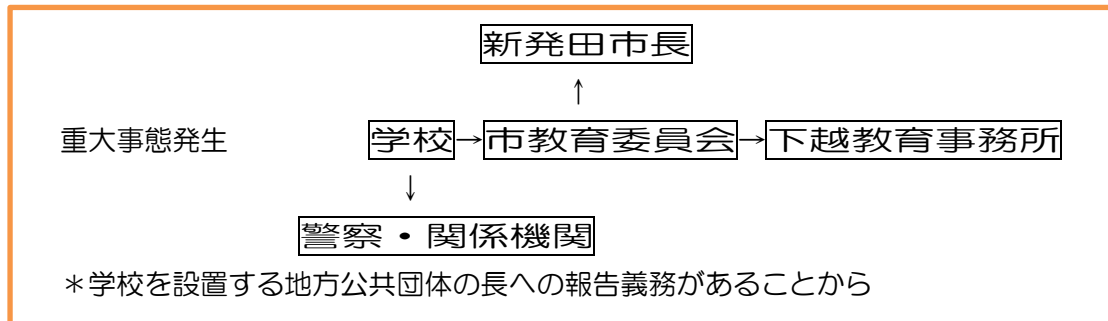 新発田市長
↑
重大事態発生 学校→市教育委員会→下越教育事務所
↓
警察・関係機関
＊学校を設置する地方公共団体の長への報告義務があることから